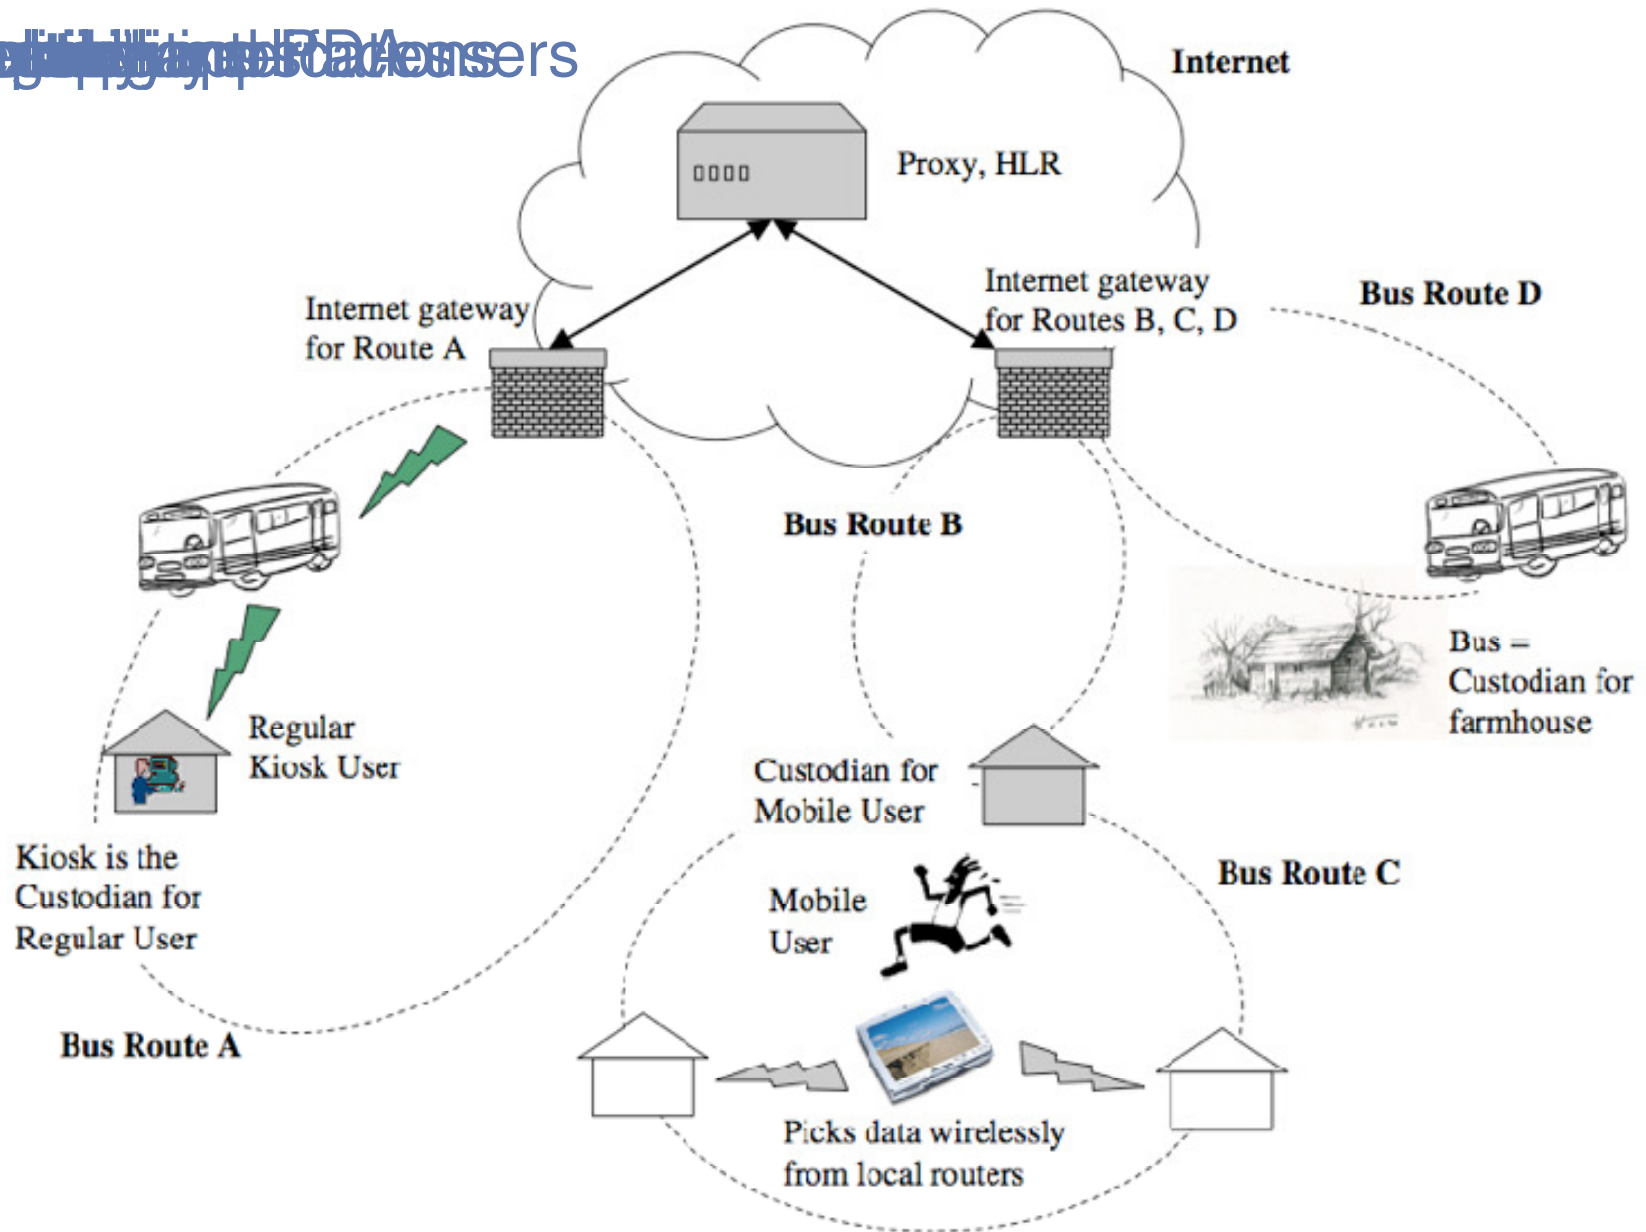 Internet
Proxy, HLR
Internet gateway
for Route A
Internet gateway
for Routes B, C, D
Bus Route D
Bus Route B
Bus =
Custodian for
farmhouse
Regular
Kiosk User
Custodian for
Mobile User
Kiosk is the
Custodian for
Regular User
Bus Route C
Mobile
User
Bus Route A
Picks data wirelessly
from local routers